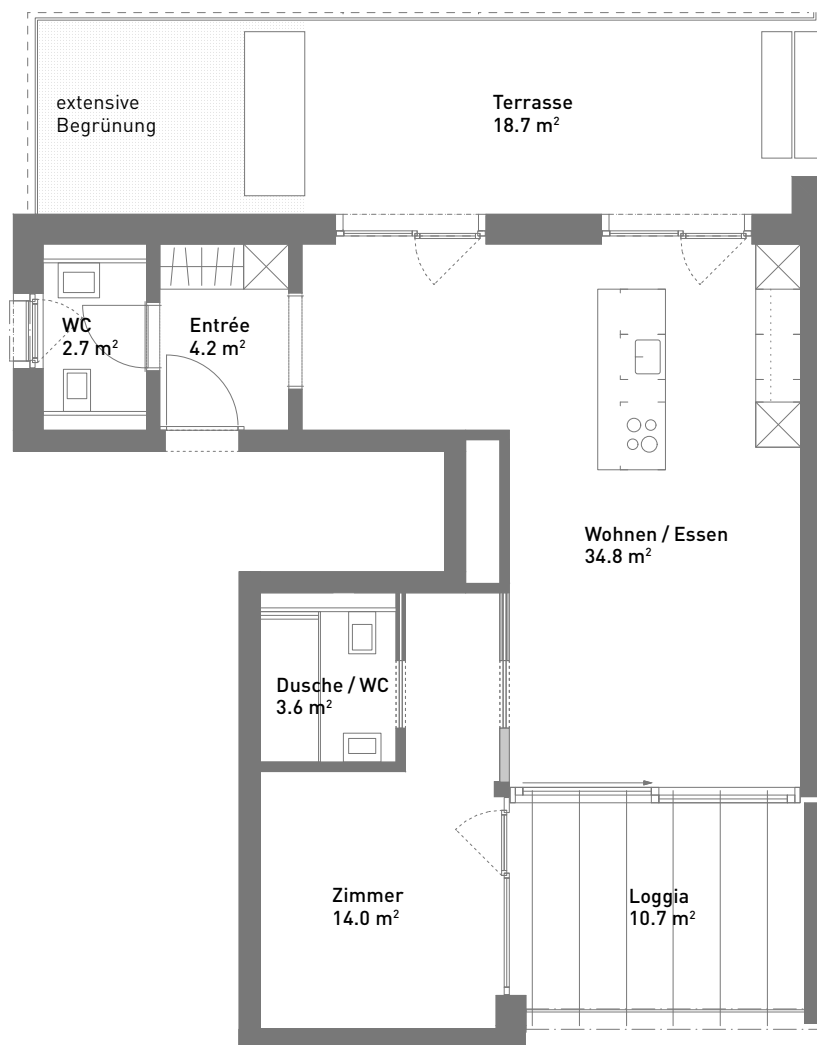 extensive
Begrünung
Terrasse
18.7 m²
WC
2.7 m²
Entrée
4.2 m²
Wohnen / Essen
34.8 m²
Dusche / WC
3.6 m²
Zimmer
14.0 m²
Loggia
10.7 m²